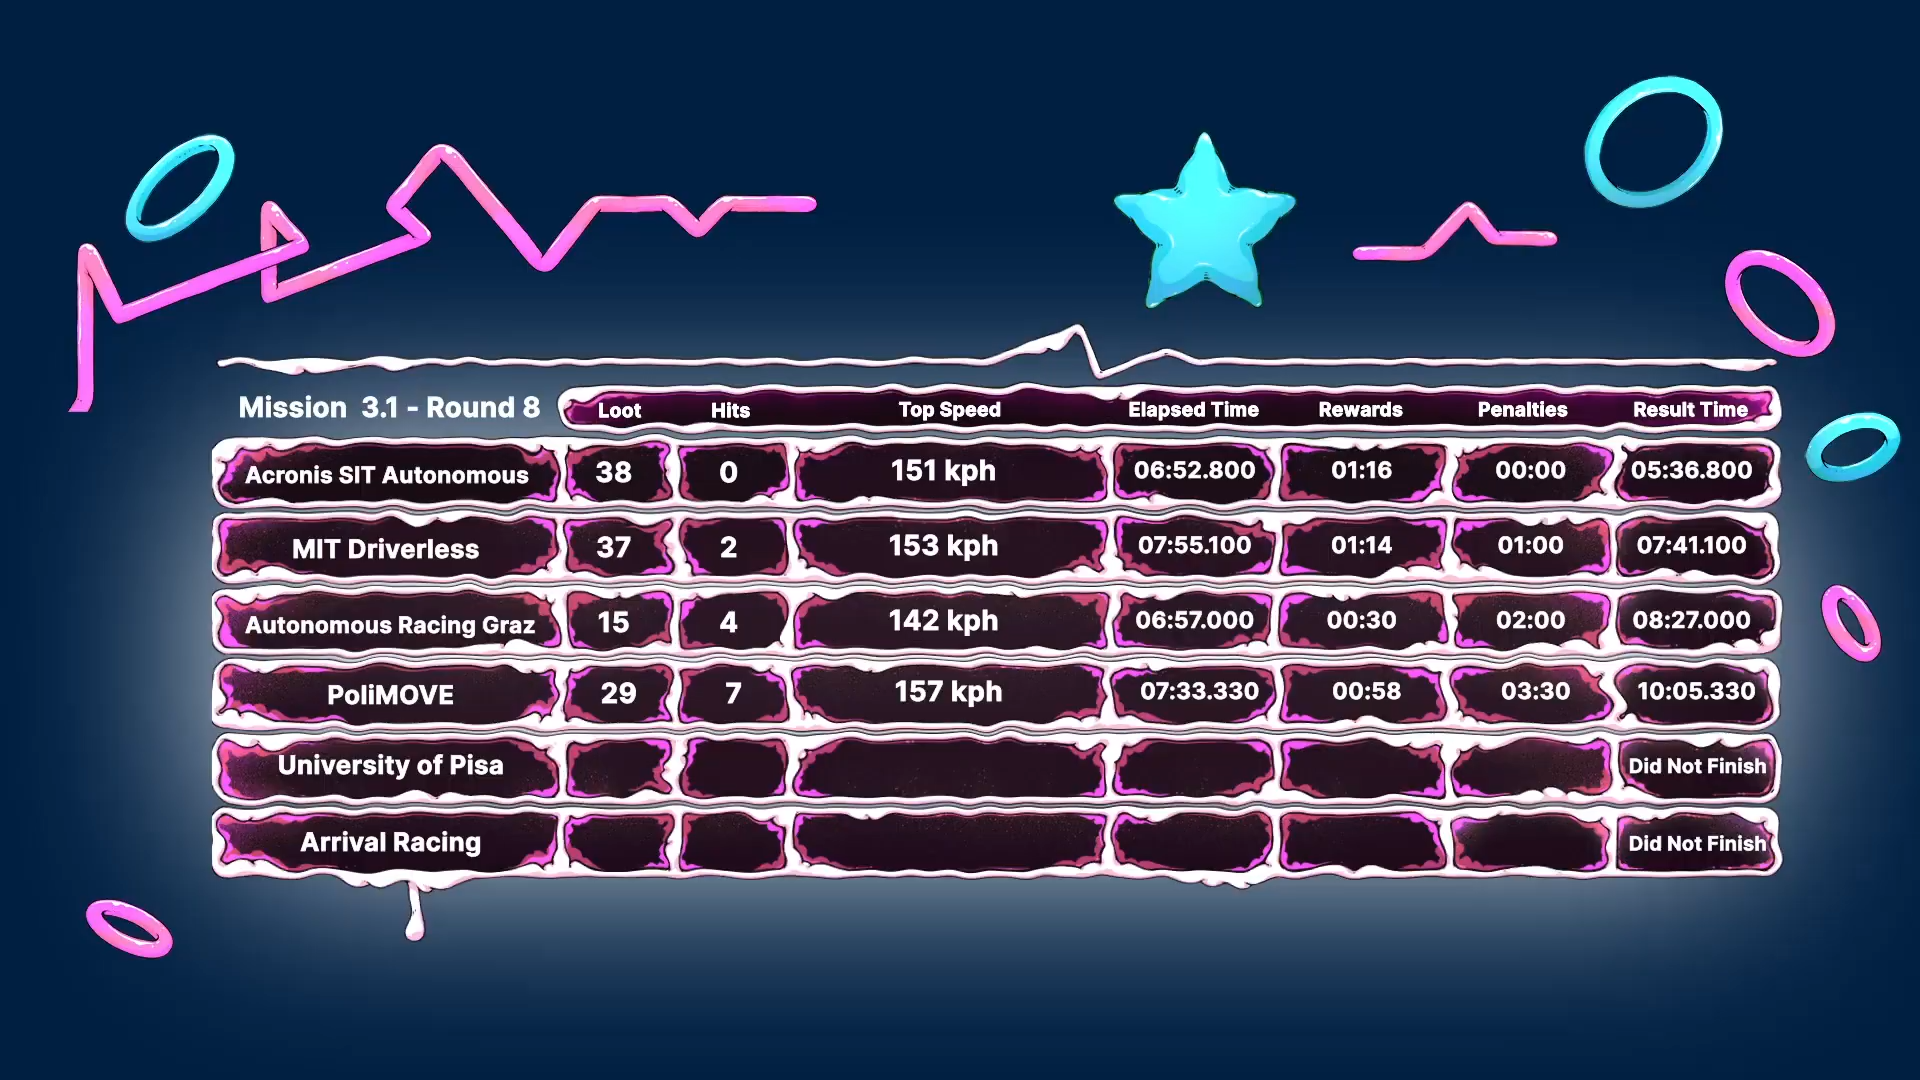 Mission 3.1 - Round 8 Loot Hits Top Speed Elapsed Time Rewards Penalties Result Time
Acronis SIT Autonomous 38 0 151 kph 06:52.800 01:16 00:00 05:36.800
MIT Driverless 37 2 153 kph 07:55.100 01:14 01:00 07:41.100
Autonomous Racing Graz 15 4 142 kph 06:57.000 00:30 02:00 08:27.000
PoliMOVE 29 7 157 kph 07:33.330 00:58 03:30 10:05.330
University of Pisa Did Not Finish
Arrival Racing Did Not Finish